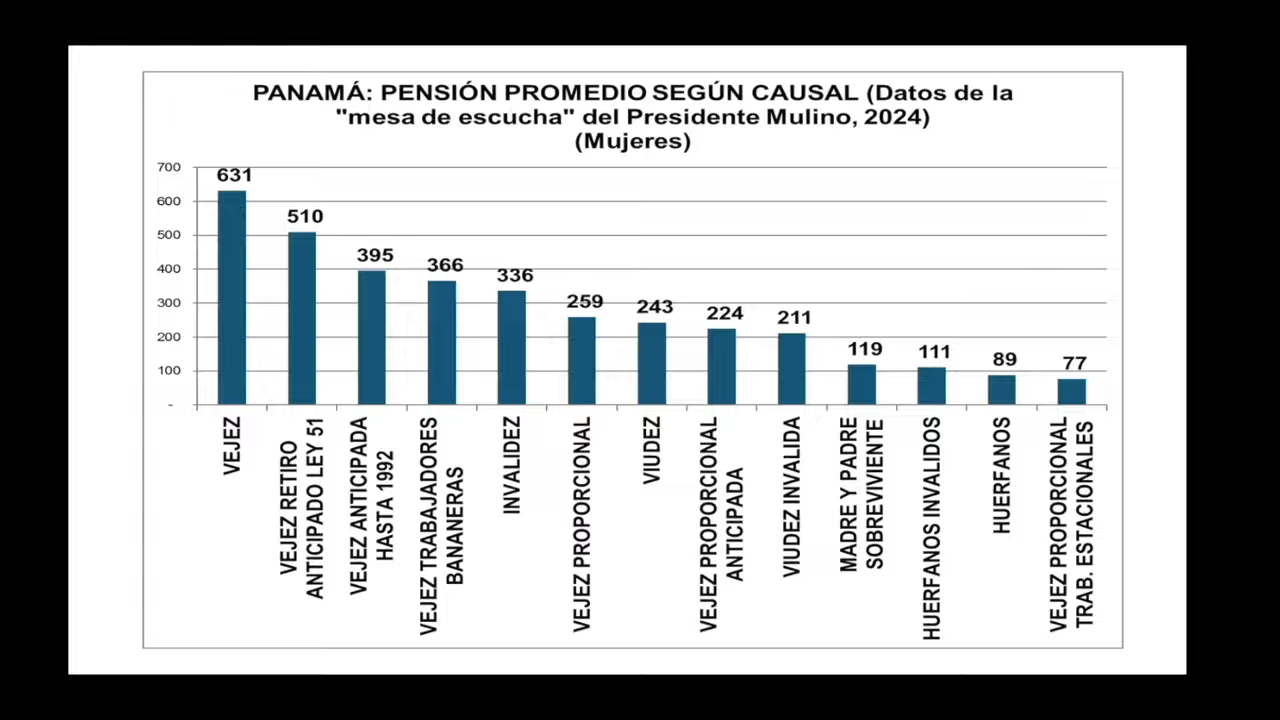 PANAMÁ: PENSIÓN PROMEDIO SEGÚN CAUSAL (Datos de la
"mesa de escucha" del Presidente Mulino, 2024)
(Mujeres)
700
600
500
400
300
200
100
-
631
510
395
366
336
259
243
224
211
119
111
89
77
VEJEZ
VEJEZ RETIRO
ANTICIPADO LEY 51
VEJEZ ANTICIPADA
HASTA 1992
VEJEZ TRABAJADORES
BANANERAS
INVALIDEZ
VEJEZ PROPORCIONAL
VIUDEZ
VEJEZ PROPORCIONAL
ANTICIPADA
VIUDEZ INVALIDA
MADRE Y PADRE
SOBREVIVIENTE
HUERFANOS INVALIDOS
HUERFANOS
VEJEZ PROPORCIONAL
TRAB. ESTACIONALES